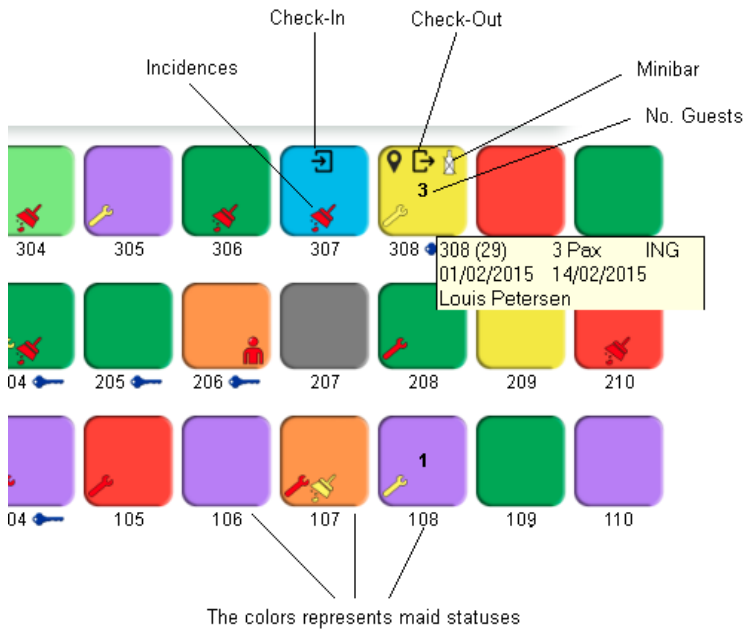 Check-In
Check-Out
Incidences
Minibar
No. Guests
3
304 305 306 307 308
308 (29) 3 Pax ING
01/02/2015 14/02/2015
Louis Petersen
04 205 206 207 208 209 210
1
04 105 106 107 108 109 110
The colors represents maid statuses